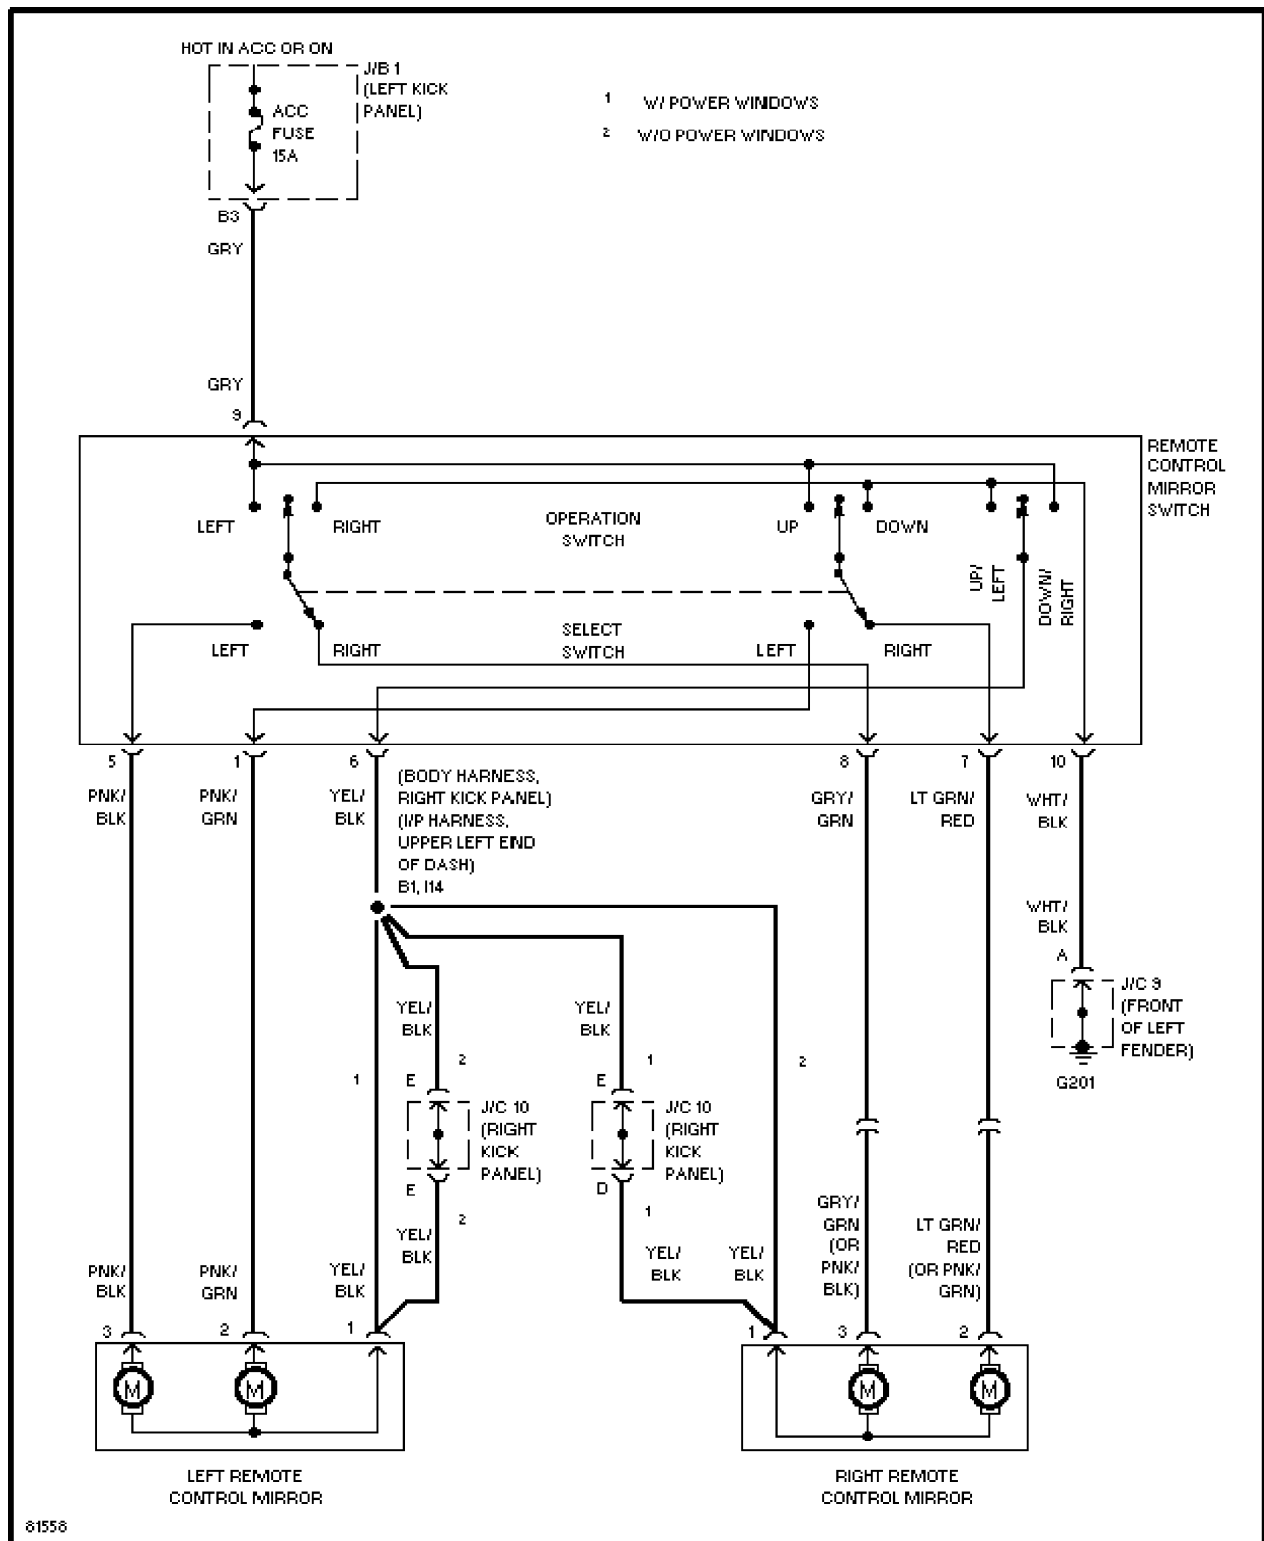 HOT IN ACC OR ON
J/B 1
(LEFT KICK
PANEL)
ACC
FUSE
15A
1 W/ POWER WINDOWS
2 W/O POWER WINDOWS
B3
GRY
GRY
9
REMOTE
CONTROL
MIRROR
SWITCH
LEFT
RIGHT
OPERATION
SWITCH
UP
DOWN
UP/
LEFT
DOWN/
RIGHT
LEFT
RIGHT
SELECT
SWITCH
LEFT
RIGHT
5
1
6
8
7
10
PNK/
BLK
PNK/
GRN
YEL/
BLK
(BODY HARNESS,
RIGHT KICK PANEL)
(I/P HARNESS,
UPPER LEFT END
OF DASH)
B1, I14
GRY/
GRN
LT GRN/
RED
WHT/
BLK
WHT/
BLK
A
J/C 9
(FRONT
OF LEFT
FENDER)
G201
YEL/
BLK
YEL/
BLK
1
2
1
2
E
E
J/C 10
(RIGHT
KICK
PANEL)
J/C 10
(RIGHT
KICK
PANEL)
E
D
2
1
YEL/
BLK
YEL/
BLK
YEL/
BLK
GRY/
GRN
(OR
PNK/
BLK)
LT GRN/
RED
(OR PNK/
GRN)
PNK/
BLK
PNK/
GRN
YEL/
BLK
3
2
1
1
3
2
M
M
M
M
LEFT REMOTE
CONTROL MIRROR
RIGHT REMOTE
CONTROL MIRROR
81558